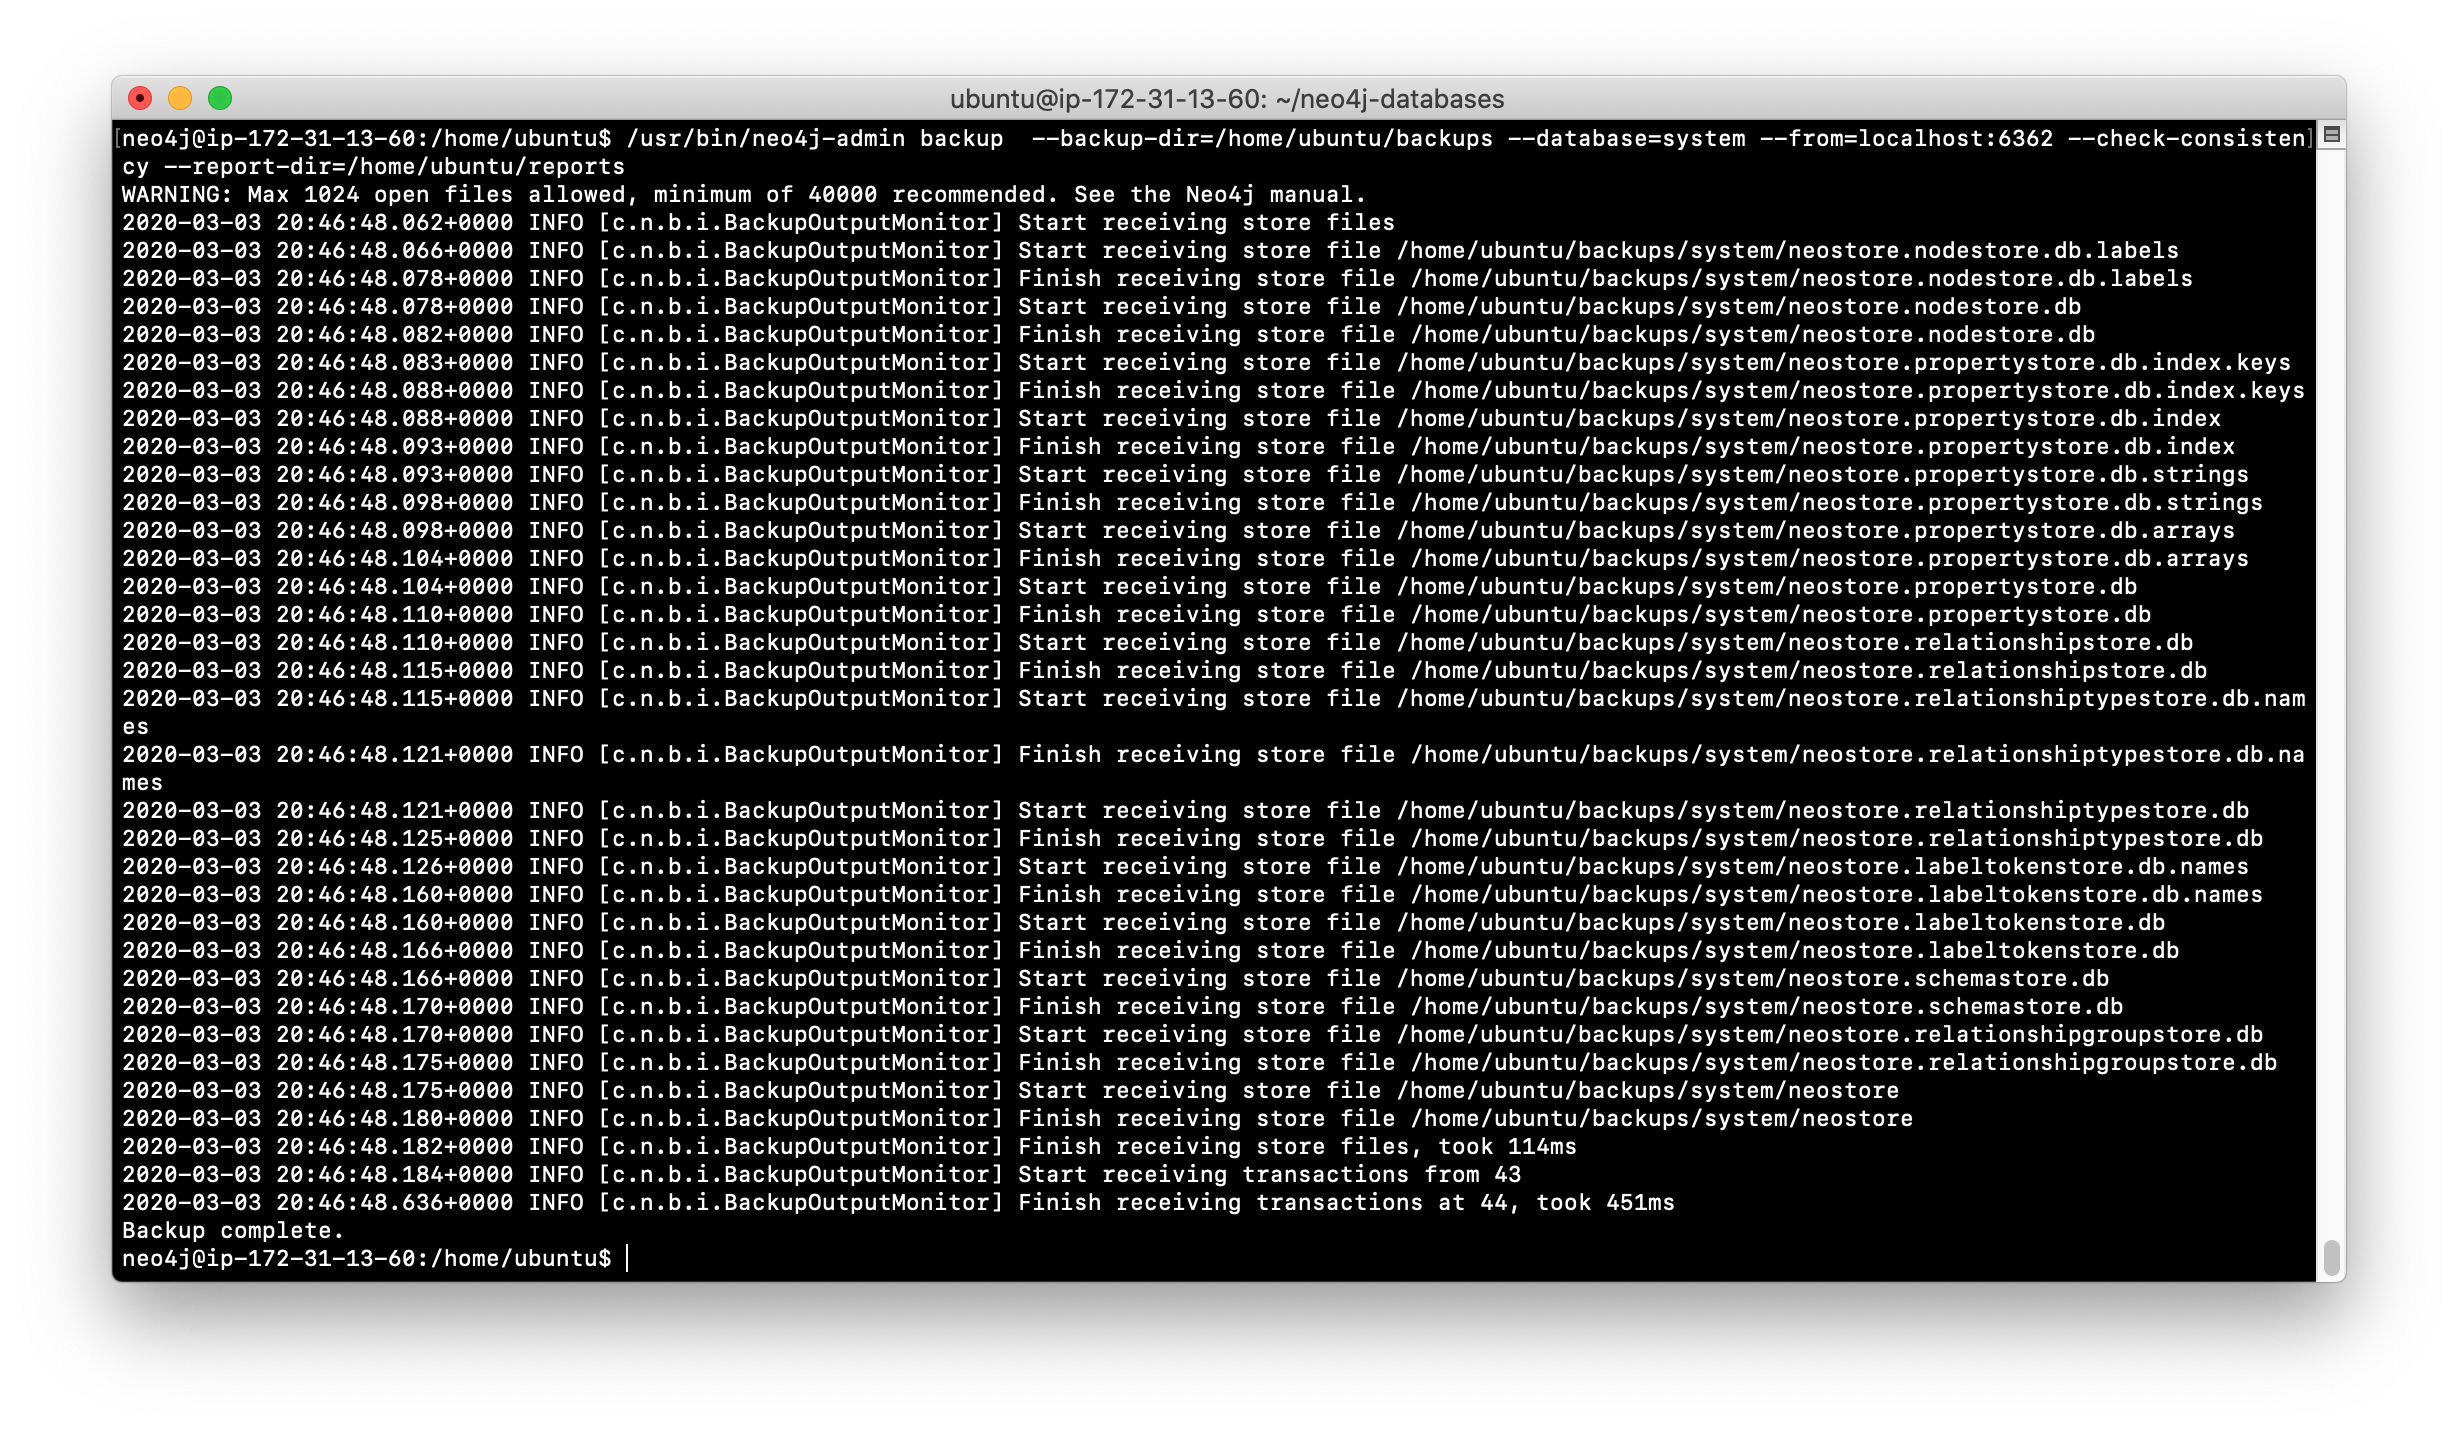 ubuntu@ip-172-31-13-60: ~/neo4j-databases
[neo4j@ip-172-31-13-60:/home/ubuntu$ /usr/bin/neo4j-admin backup  --backup-dir=/home/ubuntu/backups --database=system --from=localhost:6362 --check-consisten]
cy --report-dir=/home/ubuntu/reports
WARNING: Max 1024 open files allowed, minimum of 40000 recommended. See the Neo4j manual.
2020-03-03 20:46:48.062+0000 INFO [c.n.b.i.BackupOutputMonitor] Start receiving store files
2020-03-03 20:46:48.066+0000 INFO [c.n.b.i.BackupOutputMonitor] Start receiving store file /home/ubuntu/backups/system/neostore.nodestore.db.labels
2020-03-03 20:46:48.078+0000 INFO [c.n.b.i.BackupOutputMonitor] Finish receiving store file /home/ubuntu/backups/system/neostore.nodestore.db.labels
2020-03-03 20:46:48.078+0000 INFO [c.n.b.i.BackupOutputMonitor] Start receiving store file /home/ubuntu/backups/system/neostore.nodestore.db
2020-03-03 20:46:48.082+0000 INFO [c.n.b.i.BackupOutputMonitor] Finish receiving store file /home/ubuntu/backups/system/neostore.nodestore.db
2020-03-03 20:46:48.083+0000 INFO [c.n.b.i.BackupOutputMonitor] Start receiving store file /home/ubuntu/backups/system/neostore.propertystore.db.index.keys
2020-03-03 20:46:48.088+0000 INFO [c.n.b.i.BackupOutputMonitor] Finish receiving store file /home/ubuntu/backups/system/neostore.propertystore.db.index.keys
2020-03-03 20:46:48.088+0000 INFO [c.n.b.i.BackupOutputMonitor] Start receiving store file /home/ubuntu/backups/system/neostore.propertystore.db.index
2020-03-03 20:46:48.093+0000 INFO [c.n.b.i.BackupOutputMonitor] Finish receiving store file /home/ubuntu/backups/system/neostore.propertystore.db.index
2020-03-03 20:46:48.093+0000 INFO [c.n.b.i.BackupOutputMonitor] Start receiving store file /home/ubuntu/backups/system/neostore.propertystore.db.strings
2020-03-03 20:46:48.098+0000 INFO [c.n.b.i.BackupOutputMonitor] Finish receiving store file /home/ubuntu/backups/system/neostore.propertystore.db.strings
2020-03-03 20:46:48.098+0000 INFO [c.n.b.i.BackupOutputMonitor] Start receiving store file /home/ubuntu/backups/system/neostore.propertystore.db.arrays
2020-03-03 20:46:48.104+0000 INFO [c.n.b.i.BackupOutputMonitor] Finish receiving store file /home/ubuntu/backups/system/neostore.propertystore.db.arrays
2020-03-03 20:46:48.104+0000 INFO [c.n.b.i.BackupOutputMonitor] Start receiving store file /home/ubuntu/backups/system/neostore.propertystore.db
2020-03-03 20:46:48.110+0000 INFO [c.n.b.i.BackupOutputMonitor] Finish receiving store file /home/ubuntu/backups/system/neostore.propertystore.db
2020-03-03 20:46:48.110+0000 INFO [c.n.b.i.BackupOutputMonitor] Start receiving store file /home/ubuntu/backups/system/neostore.relationshipstore.db
2020-03-03 20:46:48.115+0000 INFO [c.n.b.i.BackupOutputMonitor] Finish receiving store file /home/ubuntu/backups/system/neostore.relationshipstore.db
2020-03-03 20:46:48.115+0000 INFO [c.n.b.i.BackupOutputMonitor] Start receiving store file /home/ubuntu/backups/system/neostore.relationshiptypestore.db.nam
es
2020-03-03 20:46:48.121+0000 INFO [c.n.b.i.BackupOutputMonitor] Finish receiving store file /home/ubuntu/backups/system/neostore.relationshiptypestore.db.na
mes
2020-03-03 20:46:48.121+0000 INFO [c.n.b.i.BackupOutputMonitor] Start receiving store file /home/ubuntu/backups/system/neostore.relationshiptypestore.db
2020-03-03 20:46:48.125+0000 INFO [c.n.b.i.BackupOutputMonitor] Finish receiving store file /home/ubuntu/backups/system/neostore.relationshiptypestore.db
2020-03-03 20:46:48.126+0000 INFO [c.n.b.i.BackupOutputMonitor] Start receiving store file /home/ubuntu/backups/system/neostore.labeltokenstore.db.names
2020-03-03 20:46:48.160+0000 INFO [c.n.b.i.BackupOutputMonitor] Finish receiving store file /home/ubuntu/backups/system/neostore.labeltokenstore.db.names
2020-03-03 20:46:48.160+0000 INFO [c.n.b.i.BackupOutputMonitor] Start receiving store file /home/ubuntu/backups/system/neostore.labeltokenstore.db
2020-03-03 20:46:48.166+0000 INFO [c.n.b.i.BackupOutputMonitor] Finish receiving store file /home/ubuntu/backups/system/neostore.labeltokenstore.db
2020-03-03 20:46:48.166+0000 INFO [c.n.b.i.BackupOutputMonitor] Start receiving store file /home/ubuntu/backups/system/neostore.schemastore.db
2020-03-03 20:46:48.170+0000 INFO [c.n.b.i.BackupOutputMonitor] Finish receiving store file /home/ubuntu/backups/system/neostore.schemastore.db
2020-03-03 20:46:48.170+0000 INFO [c.n.b.i.BackupOutputMonitor] Start receiving store file /home/ubuntu/backups/system/neostore.relationshipgroupstore.db
2020-03-03 20:46:48.175+0000 INFO [c.n.b.i.BackupOutputMonitor] Finish receiving store file /home/ubuntu/backups/system/neostore.relationshipgroupstore.db
2020-03-03 20:46:48.175+0000 INFO [c.n.b.i.BackupOutputMonitor] Start receiving store file /home/ubuntu/backups/system/neostore
2020-03-03 20:46:48.180+0000 INFO [c.n.b.i.BackupOutputMonitor] Finish receiving store file /home/ubuntu/backups/system/neostore
2020-03-03 20:46:48.182+0000 INFO [c.n.b.i.BackupOutputMonitor] Finish receiving store files, took 114ms
2020-03-03 20:46:48.184+0000 INFO [c.n.b.i.BackupOutputMonitor] Start receiving transactions from 43
2020-03-03 20:46:48.636+0000 INFO [c.n.b.i.BackupOutputMonitor] Finish receiving transactions at 44, took 451ms
Backup complete.
neo4j@ip-172-31-13-60:/home/ubuntu$